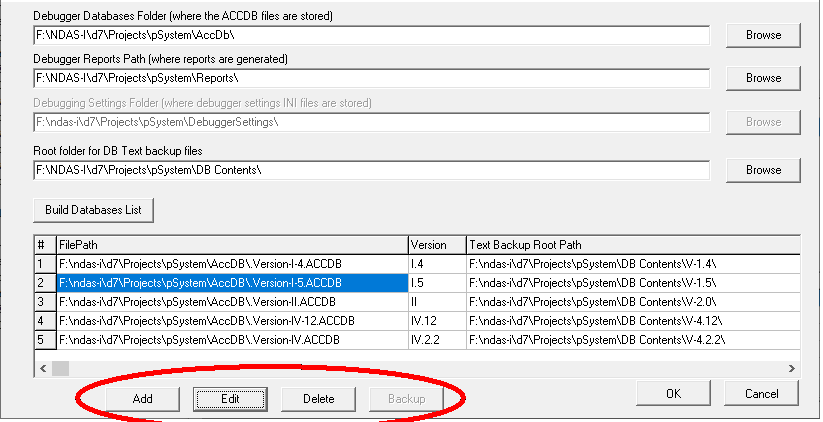 Debugger Databases Folder (where the ACCDB files are stored)
F:\NDAS-I\d7\Projects\pSystem\AccDb\ Browse
Debugger Reports Path (where reports are generated)
F:\NDAS-I\d7\Projects\pSystem\Reports\ Browse
Debugging Settings Folder (where debugger settings INI files are stored)
F:\ndas-i\d7\Projects\pSystem\DebuggerSettings\ Browse
Root folder for DB Text backup files
F:\NDAS-I\d7\Projects\pSystem\DB Contents\ Browse
Build Databases List
# FilePath Version Text Backup Root Path
1 F:\ndas-i\d7\Projects\pSystem\AccDB\.Version-I-4.ACCDB I.4 F:\ndas-i\d7\Projects\pSystem\DB Contents\V-1.4\
2 F:\ndas-i\d7\Projects\pSystem\AccDB\.Version-I-5.ACCDB I.5 F:\ndas-i\d7\Projects\pSystem\DB Contents\V-1.5\
3 F:\ndas-i\d7\Projects\pSystem\AccDB\.Version-II.ACCDB II F:\ndas-i\d7\Projects\pSystem\DB Contents\V-2.0\
4 F:\ndas-i\d7\Projects\pSystem\AccDB\.Version-IV-12.ACCDB IV.12 F:\ndas-i\d7\Projects\pSystem\DB Contents\V-4.12\
5 F:\ndas-i\d7\Projects\pSystem\AccDB\.Version-IV.ACCDB IV.2.2 F:\ndas-i\d7\Projects\pSystem\DB Contents\V-4.2.2\
Add Edit Delete Backup OK Cancel